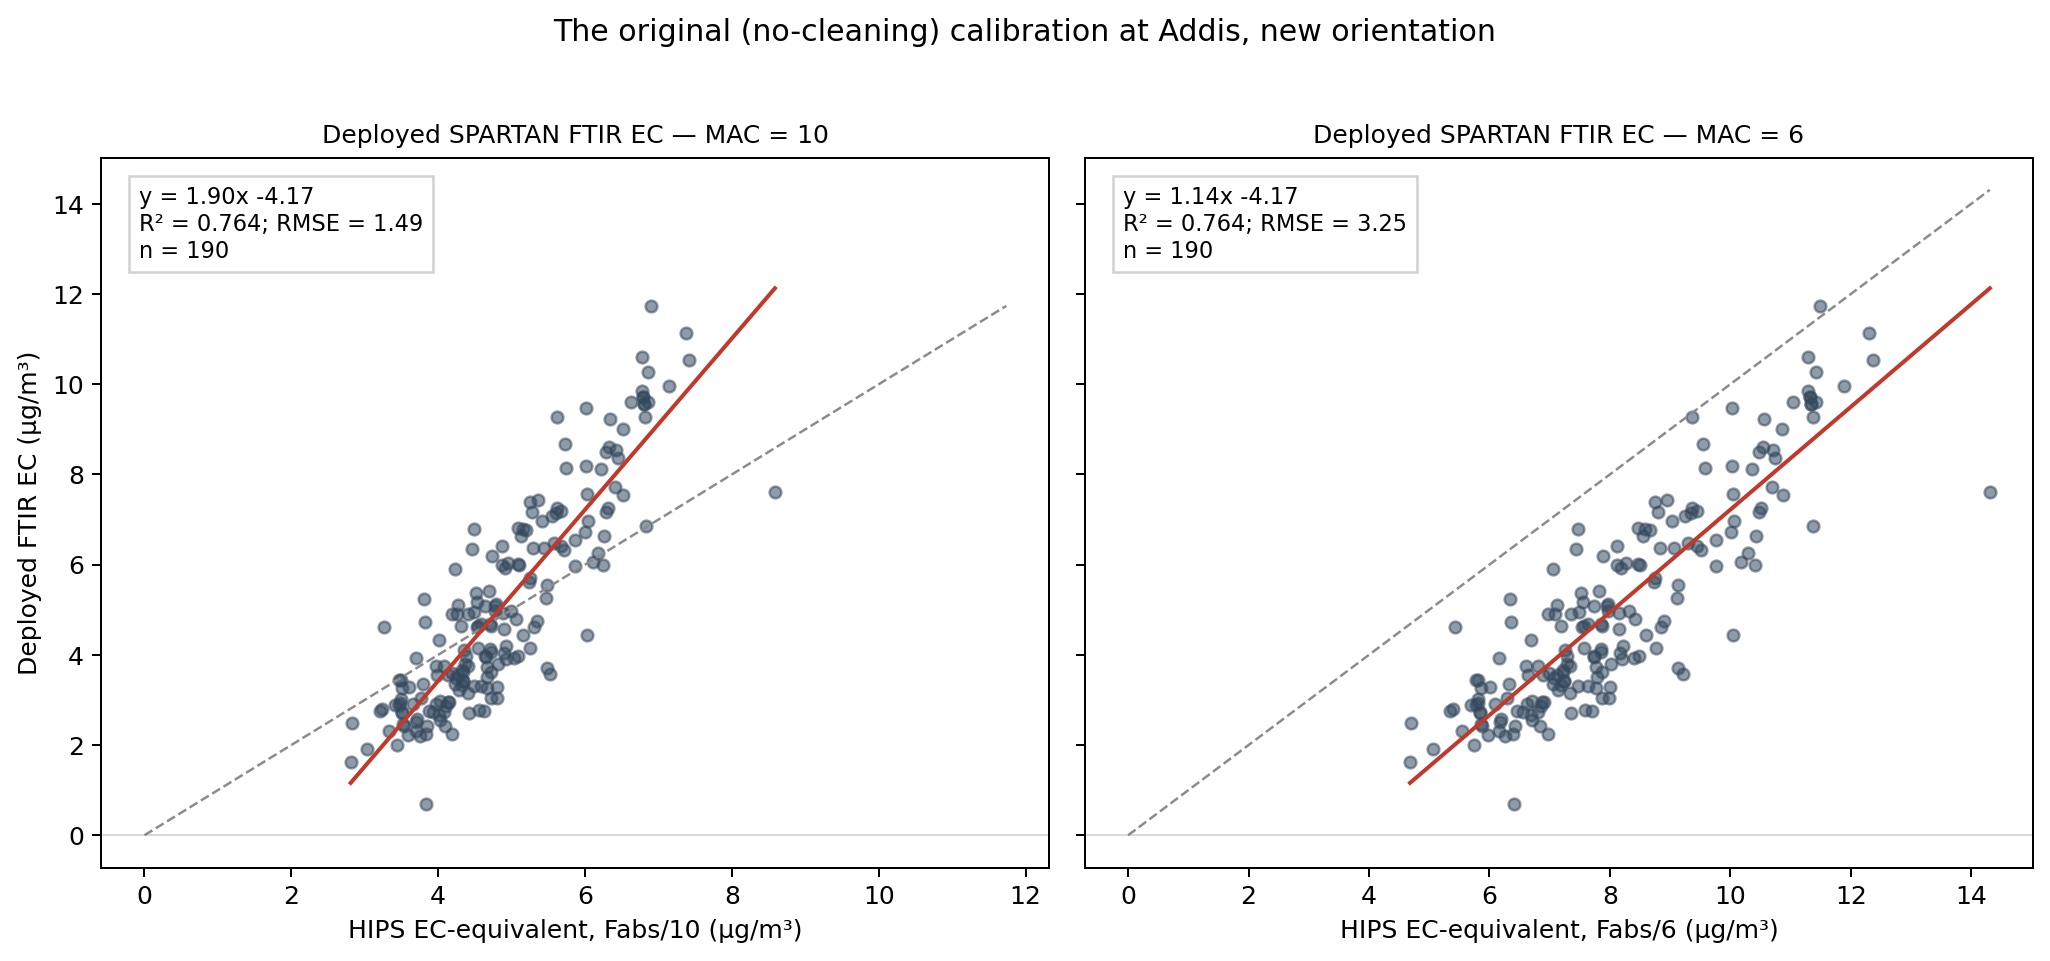 The original (no-cleaning) calibration at Addis, new orientation
Deployed SPARTAN FTIR EC — MAC = 10
y = 1.90x -4.17
R² = 0.764; RMSE = 1.49
n = 190
Deployed FTIR EC (µg/m³)
14
12
10
8
6
4
2
0
0 2 4 6 8 10 12
HIPS EC-equivalent, Fabs/10 (µg/m³)
Deployed SPARTAN FTIR EC — MAC = 6
y = 1.14x -4.17
R² = 0.764; RMSE = 3.25
n = 190
0 2 4 6 8 10 12 14
HIPS EC-equivalent, Fabs/6 (µg/m³)